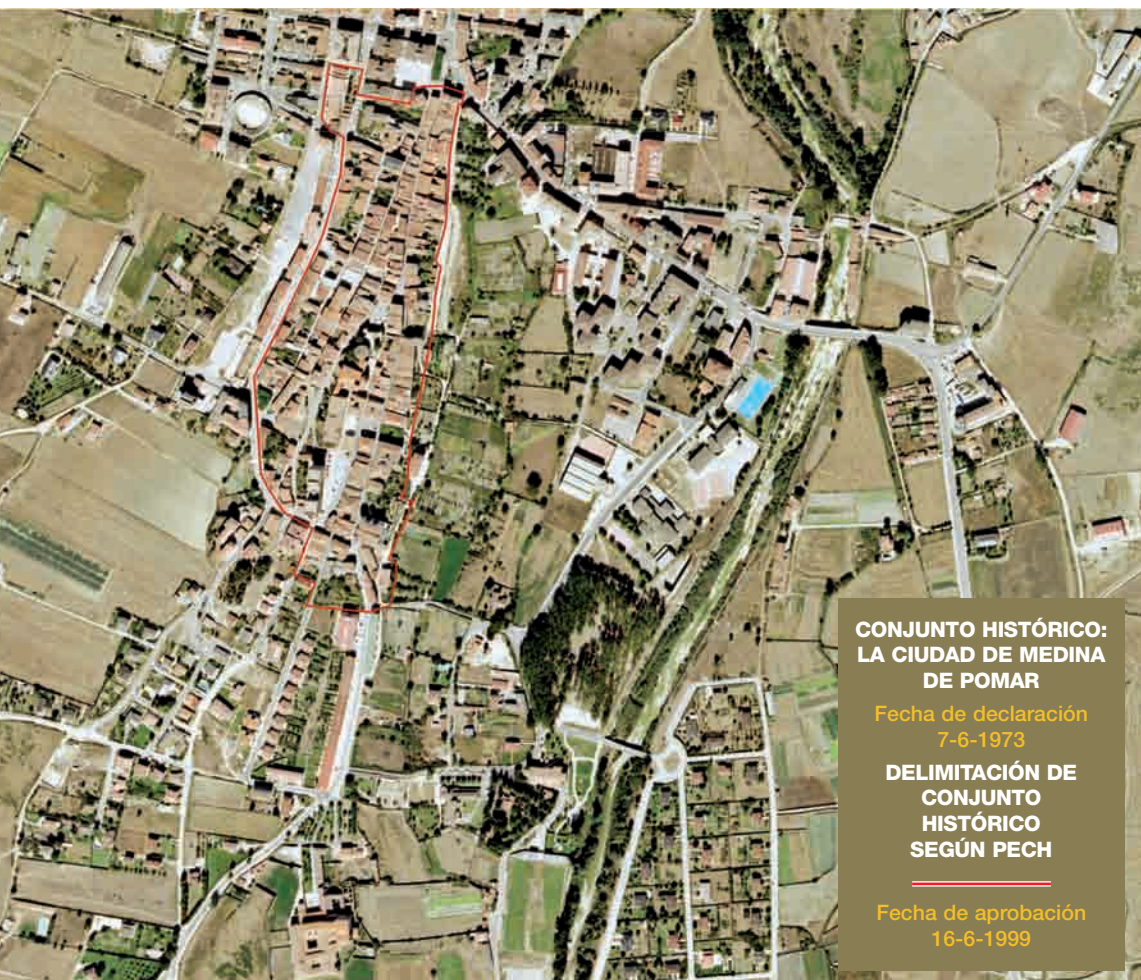 CONJUNTO HISTÓRICO:
LA CIUDAD DE MEDINA
DE POMAR
Fecha de declaración
7-6-1973
DELIMITACIÓN DE
CONJUNTO
HISTÓRICO
SEGÚN PECH
Fecha de aprobación
16-6-1999